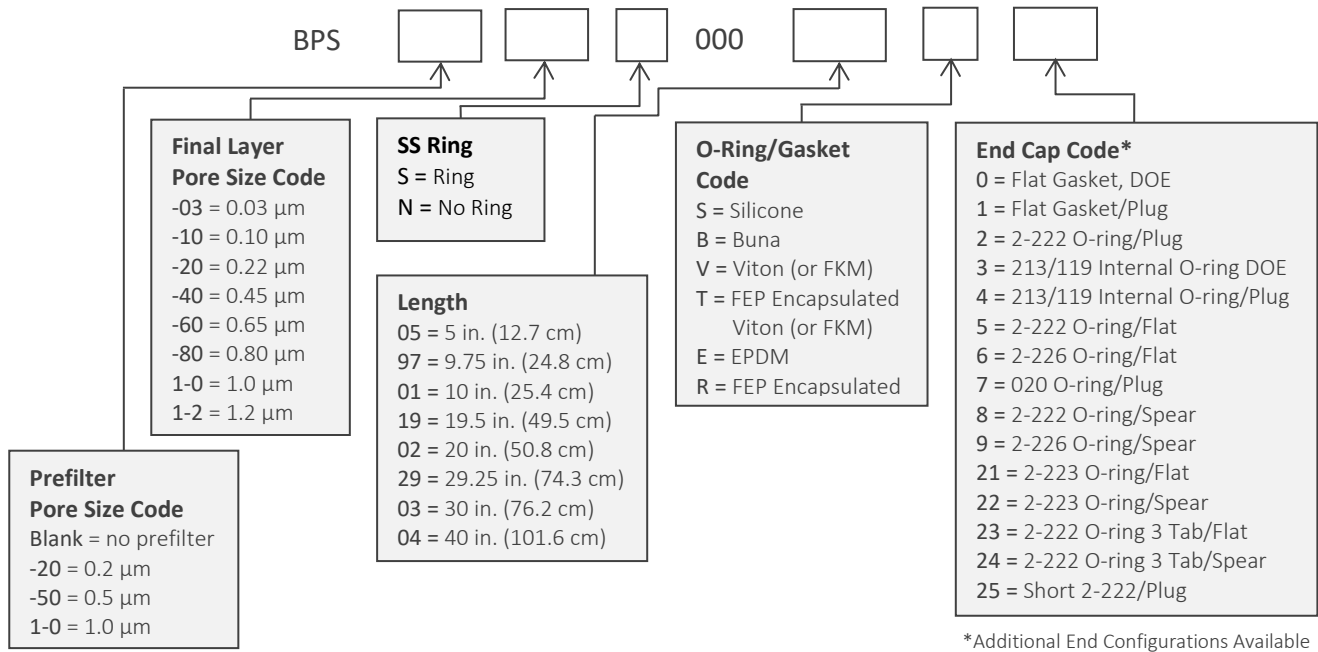 BPS 000
Final Layer
Pore Size Code
-03 = 0.03 µm
-10 = 0.10 µm
-20 = 0.22 µm
-40 = 0.45 µm
-60 = 0.65 µm
-80 = 0.80 µm
1-0 = 1.0 µm
1-2 = 1.2 µm
SS Ring
S = Ring
N = No Ring
Length
05 = 5 in. (12.7 cm)
97 = 9.75 in. (24.8 cm)
01 = 10 in. (25.4 cm)
19 = 19.5 in. (49.5 cm)
02 = 20 in. (50.8 cm)
29 = 29.25 in. (74.3 cm)
03 = 30 in. (76.2 cm)
04 = 40 in. (101.6 cm)
O-Ring/Gasket
Code
S = Silicone
B = Buna
V = Viton (or FKM)
T = FEP Encapsulated
Viton (or FKM)
E = EPDM
R = FEP Encapsulated
End Cap Code*
0 = Flat Gasket, DOE
1 = Flat Gasket/Plug
2 = 2-222 O-ring/Plug
3 = 213/119 Internal O-ring DOE
4 = 213/119 Internal O-ring/Plug
5 = 2-222 O-ring/Flat
6 = 2-226 O-ring/Flat
7 = 020 O-ring/Plug
8 = 2-222 O-ring/Spear
9 = 2-226 O-ring/Spear
21 = 2-223 O-ring/Flat
22 = 2-223 O-ring/Spear
23 = 2-222 O-ring 3 Tab/Flat
24 = 2-222 O-ring 3 Tab/Spear
25 = Short 2-222/Plug
Prefilter
Pore Size Code
Blank = no prefilter
-20 = 0.2 µm
-50 = 0.5 µm
1-0 = 1.0 µm
*Additional End Configurations Available